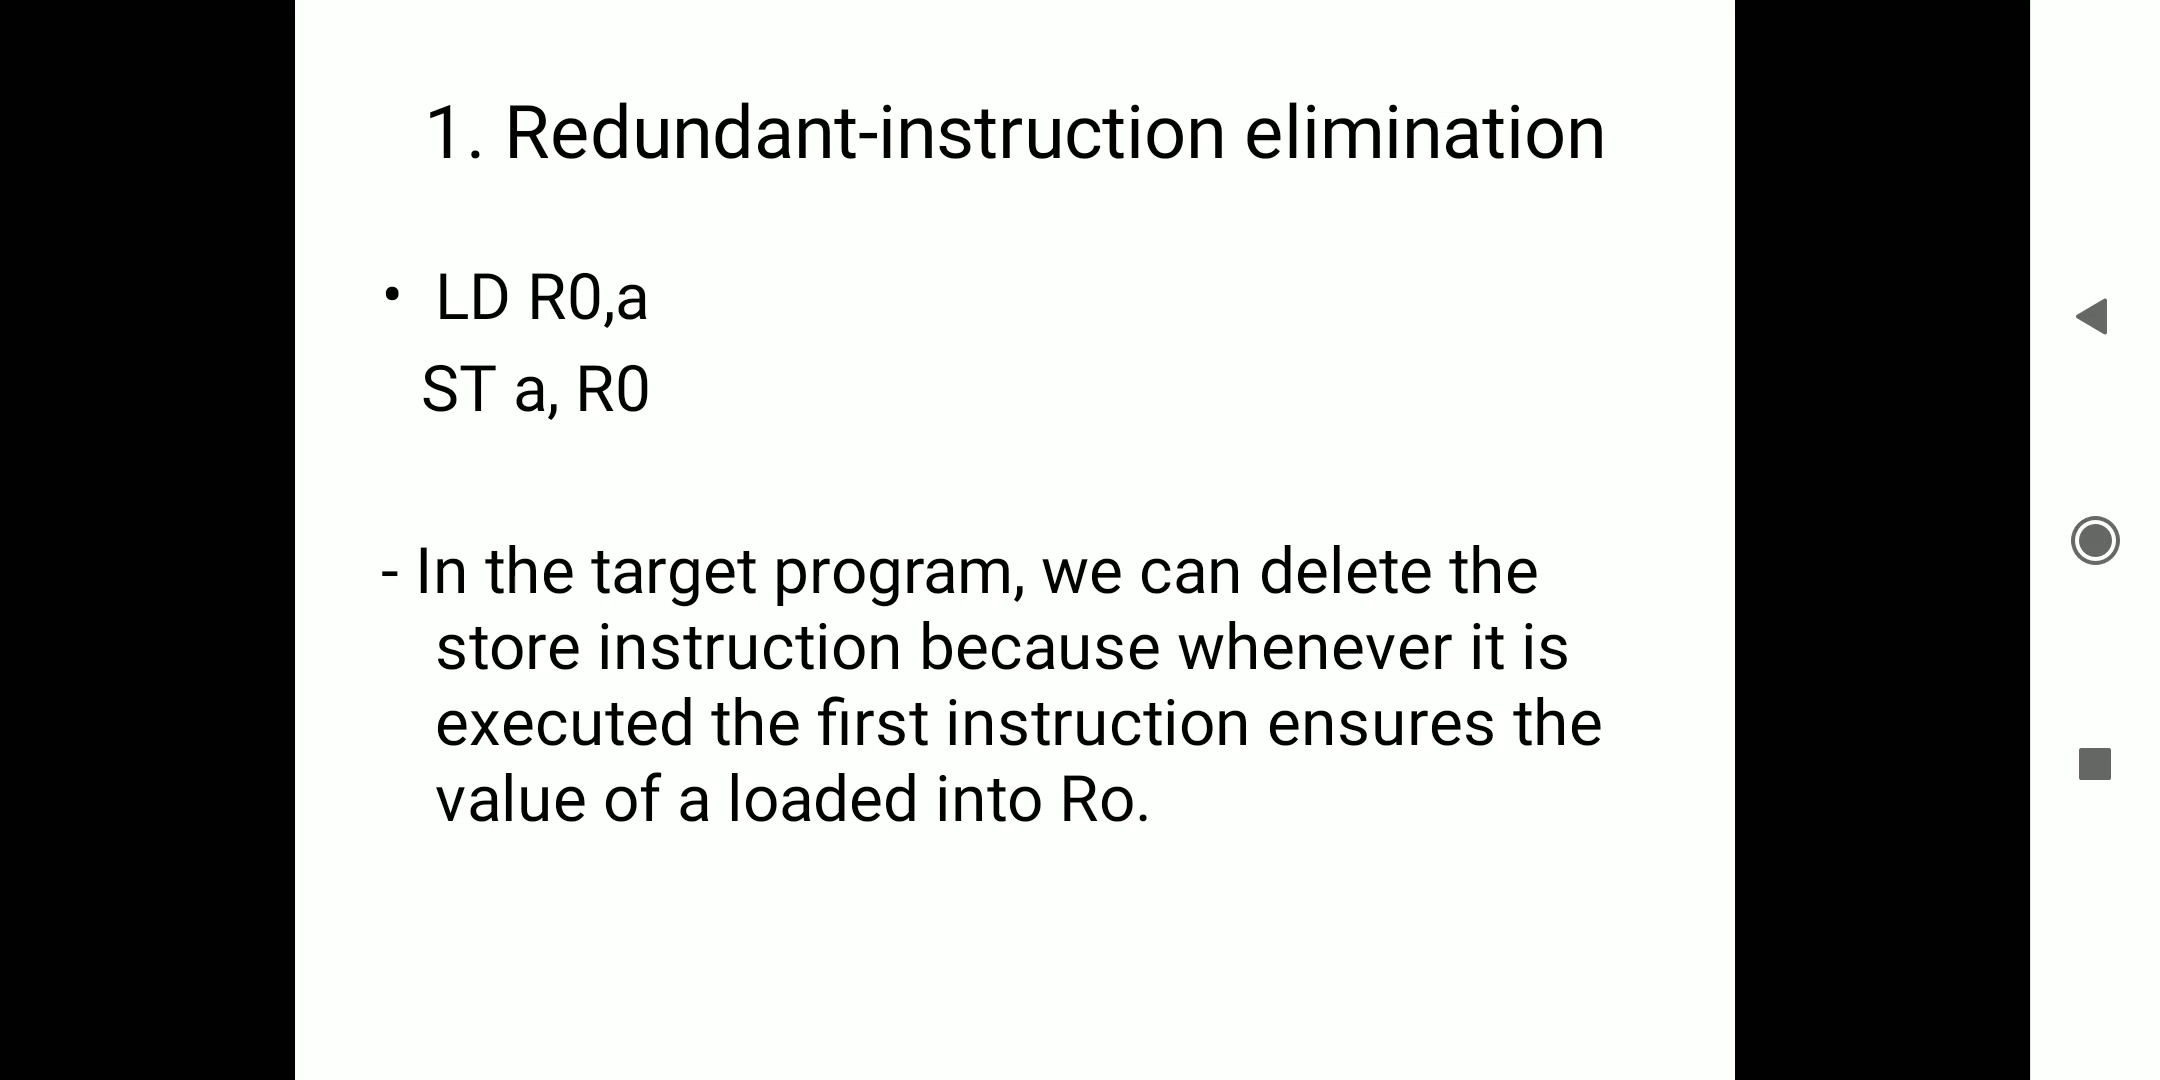 1. Redundant-instruction elimination
• LD R0,a
ST a, R0
- In the target program, we can delete the
store instruction because whenever it is
executed the first instruction ensures the
value of a loaded into Ro.